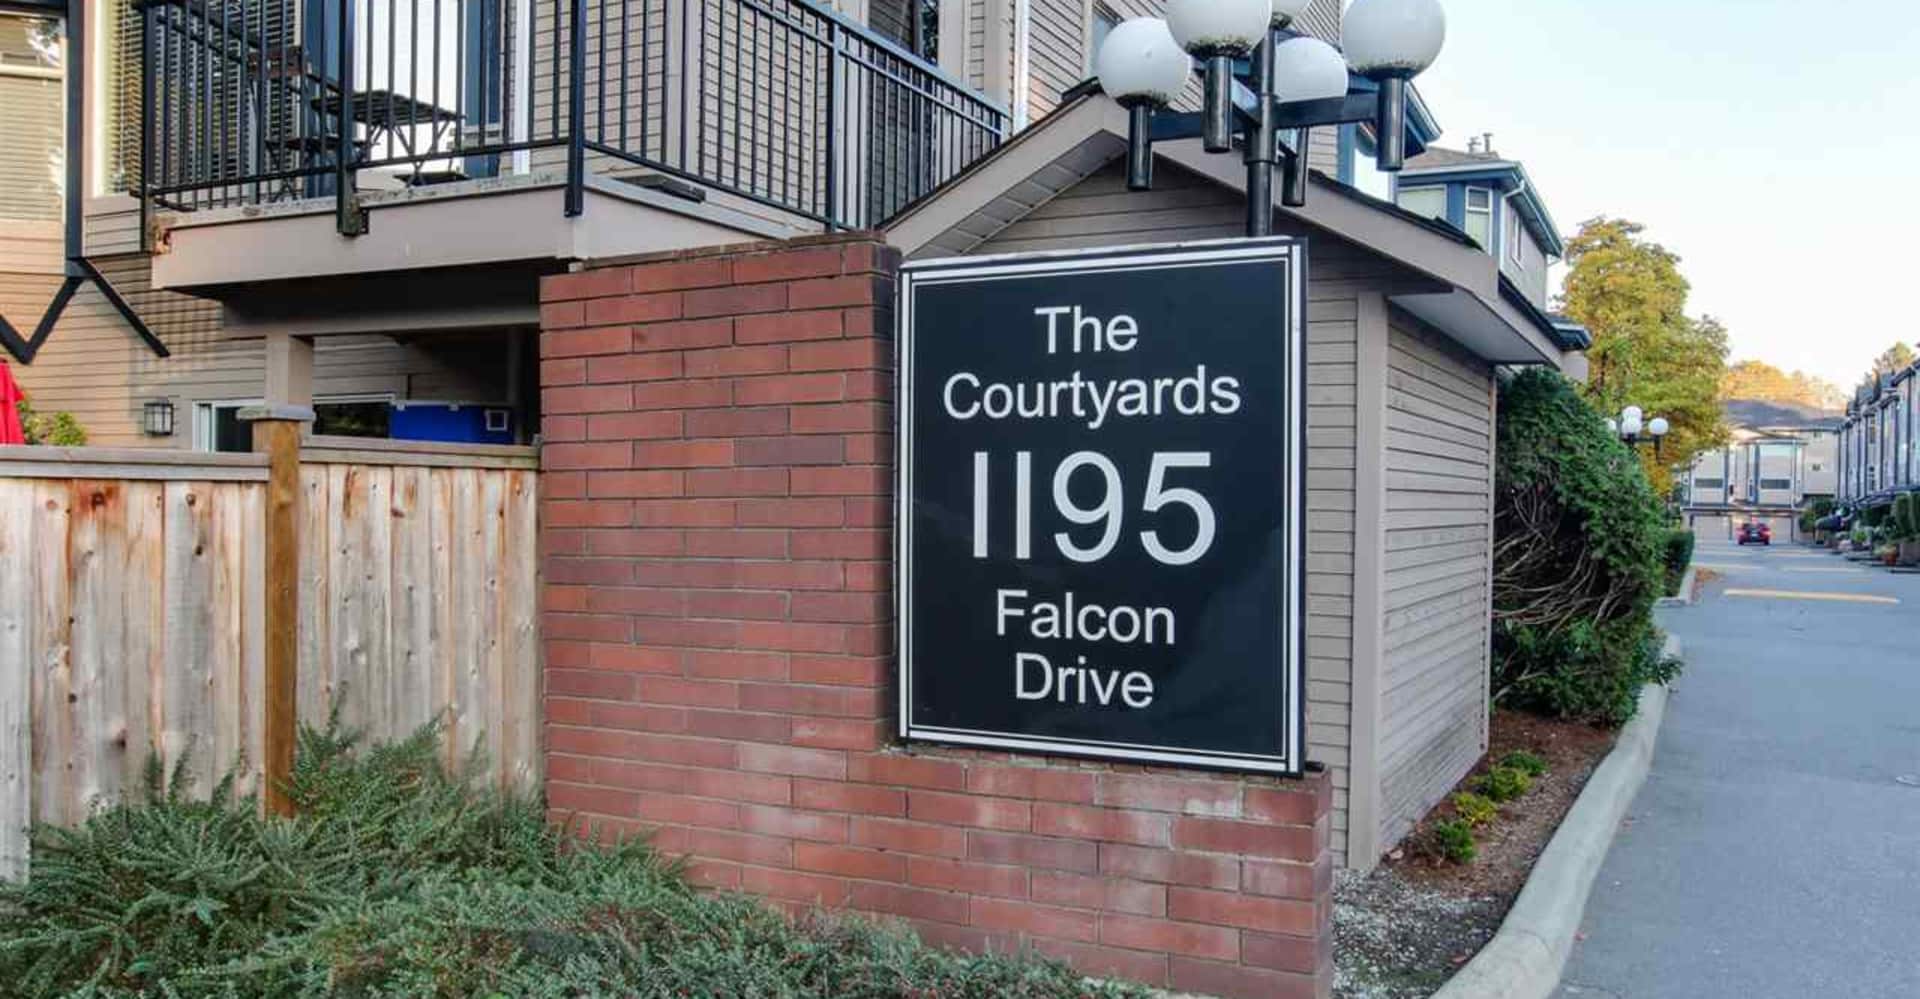 The
Courtyards
1195
Falcon
Drive